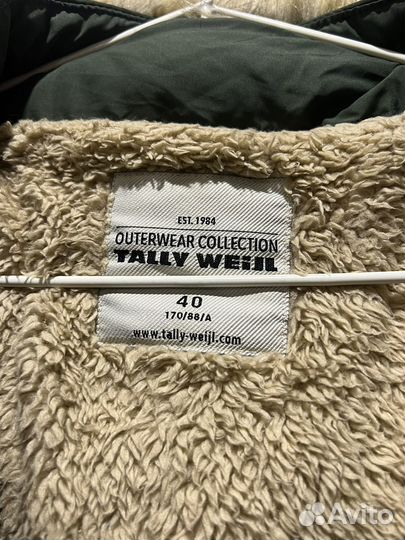 EST. 1984
OUTERWEAR COLLECTION
TALLY WEiJL
40
170/88/A
www.tally-weijl.com
Avito